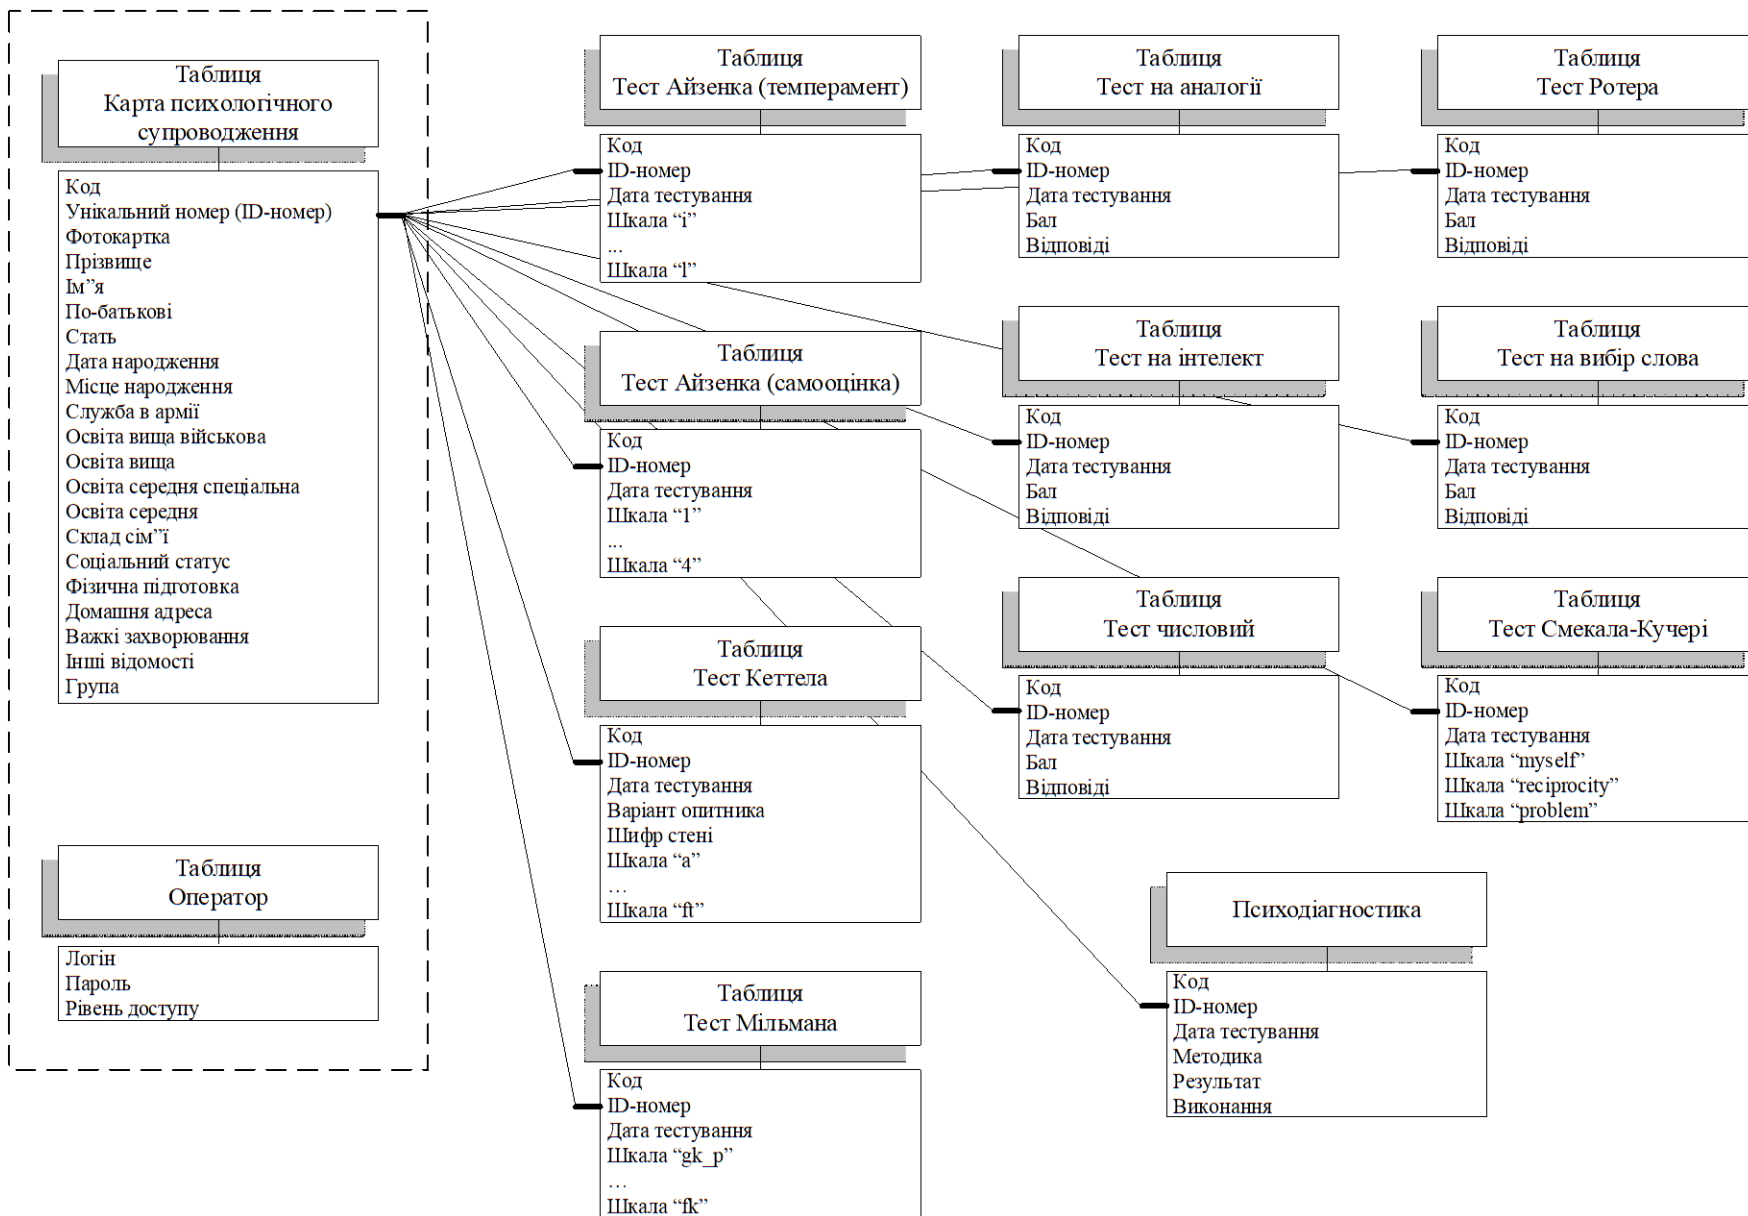 Таблиця
Карта психологічного
супроводження
Код
Унікальний номер (ID-номер)
Фотокартка
Прізвище
Ім”я
По-батькові
Стать
Дата народження
Місце народження
Служба в армії
Освіта вища військова
Освіта вища
Освіта середня спеціальна
Освіта середня
Склад сім”ї
Соціальний статус
Фізична підготовка
Домашня адреса
Важкі захворювання
Інші відомості
Група
Таблиця
Оператор
Логін
Пароль
Рівень доступу
Таблиця
Тест Айзенка (темперамент)
Код
ID-номер
Дата тестування
Шкала “i”
...
Шкала “l”
Таблиця
Тест Айзенка (самооцінка)
Код
ID-номер
Дата тестування
Шкала “1”
...
Шкала “4”
Таблиця
Тест Кеттела
Код
ID-номер
Дата тестування
Варіант опитника
Шифр стені
Шкала “a”
…
Шкала “ft”
Таблиця
Тест Мільмана
Код
ID-номер
Дата тестування
Шкала “gk_p”
…
Шкала “fk”
Таблиця
Тест на аналогії
Код
ID-номер
Дата тестування
Бал
Відповіді
Таблиця
Тест на інтелект
Код
ID-номер
Дата тестування
Бал
Відповіді
Таблиця
Тест числовий
Код
ID-номер
Дата тестування
Бал
Відповіді
Таблиця
Тест Ротера
Код
ID-номер
Дата тестування
Бал
Відповіді
Таблиця
Тест на вибір слова
Код
ID-номер
Дата тестування
Бал
Відповіді
Таблиця
Тест Смекала-Кучері
Код
ID-номер
Дата тестування
Шкала “myself”
Шкала “reciprocity”
Шкала “problem”
Психодіагностика
Код
ID-номер
Дата тестування
Методика
Результат
Виконання